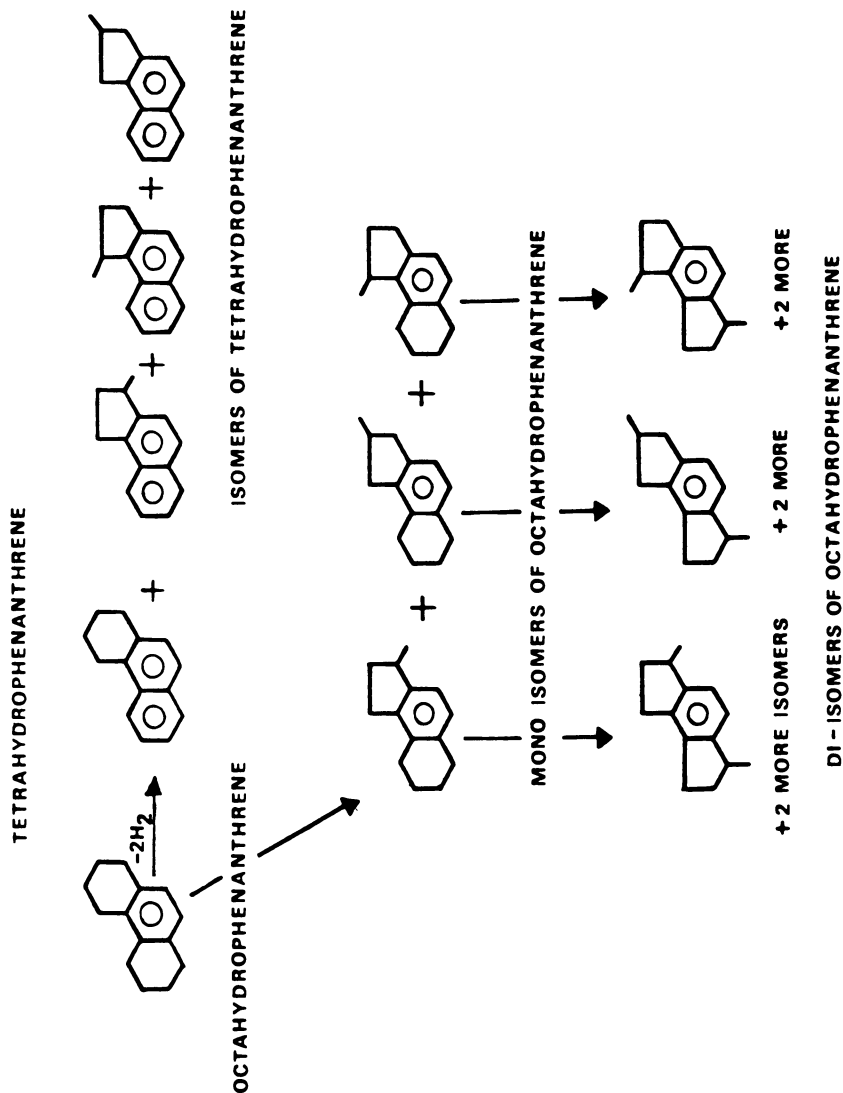 TETRAHYDROPHENANTHRENE
-2H2
+
+
+
OCTAHYDROPHENANTHRENE
ISOMERS OF TETRAHYDROPHENANTHRENE
+
+
MONO ISOMERS OF OCTAHYDROPHENANTHRENE
+2 MORE ISOMERS
+ 2 MORE
+2 MORE
DI-ISOMERS OF OCTAHYDROPHENANTHRENE